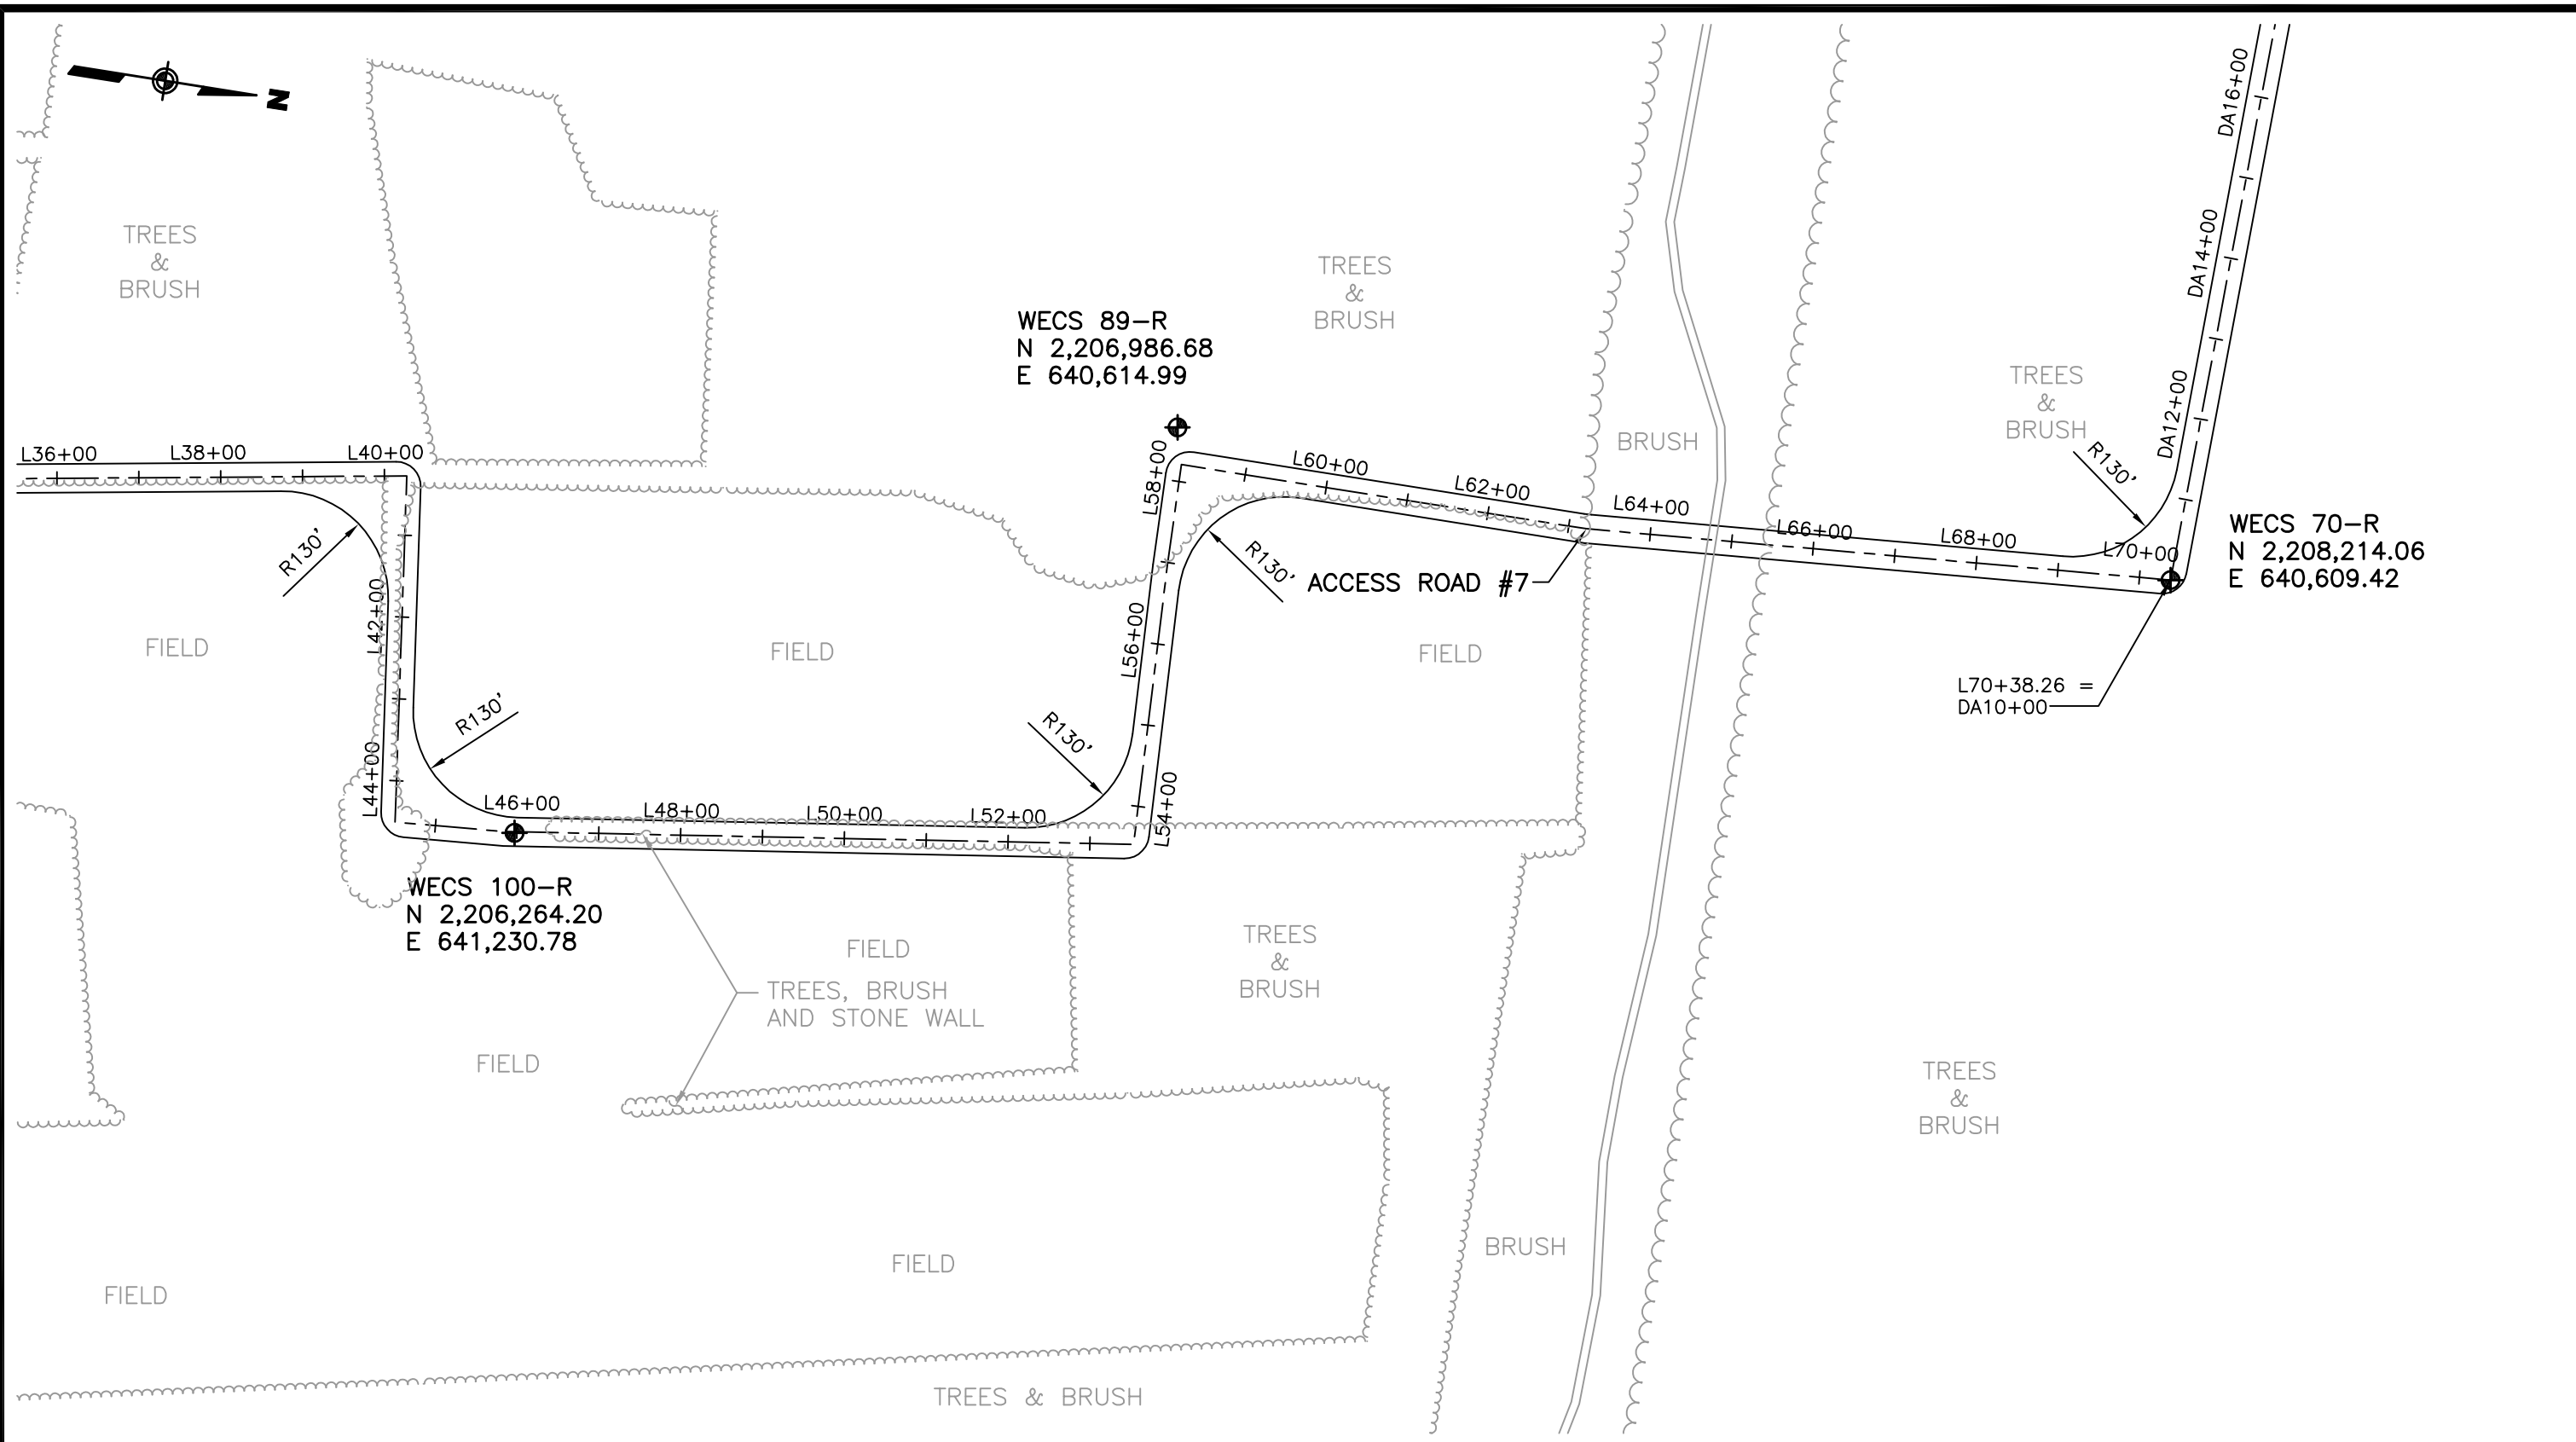 N
TREES
&
BRUSH
WECS 89-R
N 2,206,986.68
E 640,614.99
TREES
&
BRUSH
DA16+00
DA14+00
DA12+00
TREES
&
BRUSH
BRUSH
R130'
L36+00
L38+00
L40+00
L42+00
L44+00
R130'
R130'
FIELD
FIELD
L46+00
L48+00
L50+00
L52+00
R130'
L54+00
L56+00
L58+00
R130'
L60+00
L62+00
L64+00
L66+00
L68+00
L70+00
ACCESS ROAD #7
FIELD
WECS 70-R
N 2,208,214.06
E 640,609.42
L70+38.26 =
DA10+00
WECS 100-R
N 2,206,264.20
E 641,230.78
FIELD
TREES, BRUSH
AND STONE WALL
TREES
&
BRUSH
FIELD
TREES
&
BRUSH
FIELD
FIELD
BRUSH
TREES & BRUSH